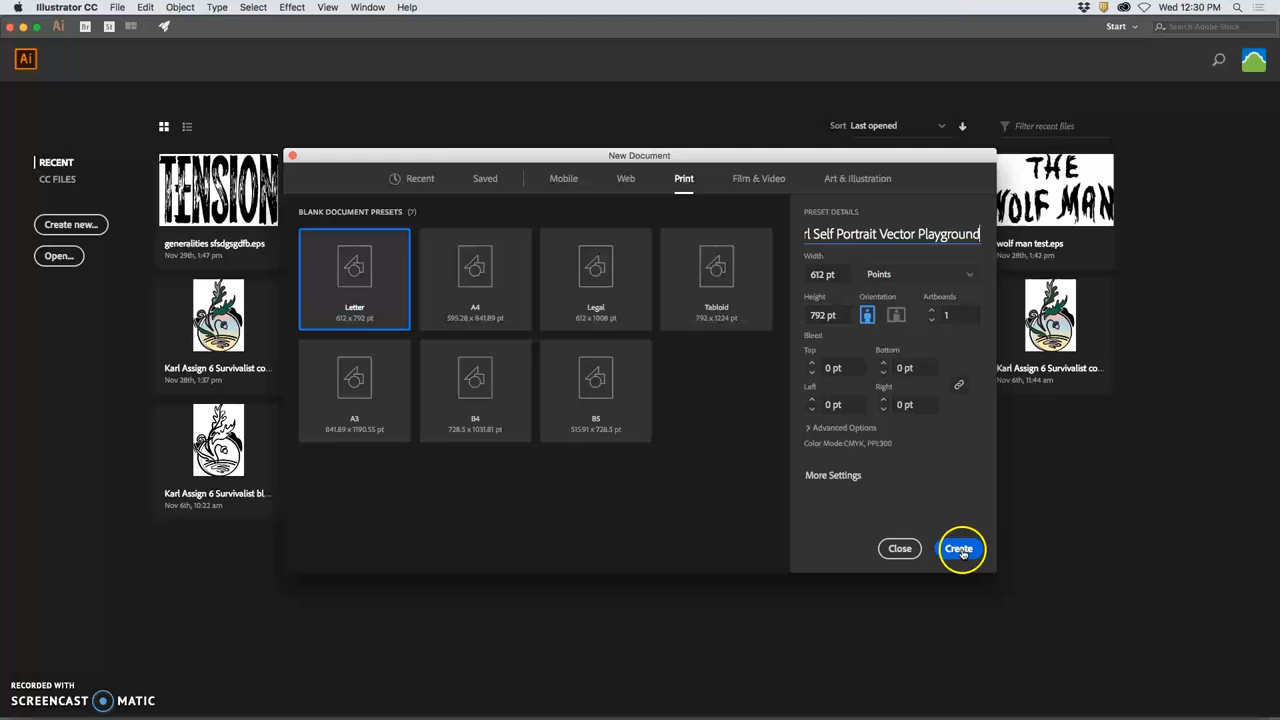 Illustrator CC File Edit Object Type Select Effect View Window Help Wed 12:30 PM
Ai Br St Start Search Adobe Stock
Ai
Sort Last opened Filter recent files
RECENT
CC FILES
Create new...
Open...
TENSION
generalities sfsdgsgdfb.eps
Nov 29th, 1:47 pm
Karl Assign 6 Survivalist co...
Nov 28th, 1:37 pm
Karl Assign 6 Survivalist bl...
Nov 6th, 10:22 am
New Document
Recent Saved Mobile Web Print Film & Video Art & Illustration
BLANK DOCUMENT PRESETS (7)
Letter
612 x 792 pt
A4
595.28 x 841.89 pt
Legal
612 x 1008 pt
Tabloid
792 x 1224 pt
A3
841.89 x 1190.55 pt
B4
728.5 x 1031.81 pt
B5
515.91 x 728.5 pt
PRESET DETAILS
rl Self Portrait Vector Playground
Width
612 pt Points
Height Orientation Artboards
792 pt 1
Bleed
Top Bottom
0 pt 0 pt
Left Right
0 pt 0 pt
Advanced Options
Color Mode:CMYK, PPI:300
More Settings
Close Create
THE
WOLF MAN
wolf man test.eps
Nov 28th, 1:42 pm
Karl Assign 6 Survivalist co...
Nov 6th, 11:44 am
RECORDED WITH
SCREENCAST MATIC